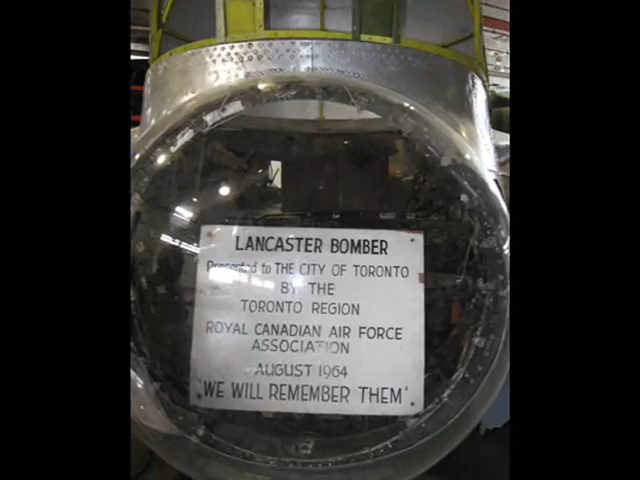 LANCASTER BOMBER
Presented to THE CITY OF TORONTO
BY THE
TORONTO REGION
ROYAL CANADIAN AIR FORCE
ASSOCIATION
AUGUST 1964
'WE WILL REMEMBER THEM'